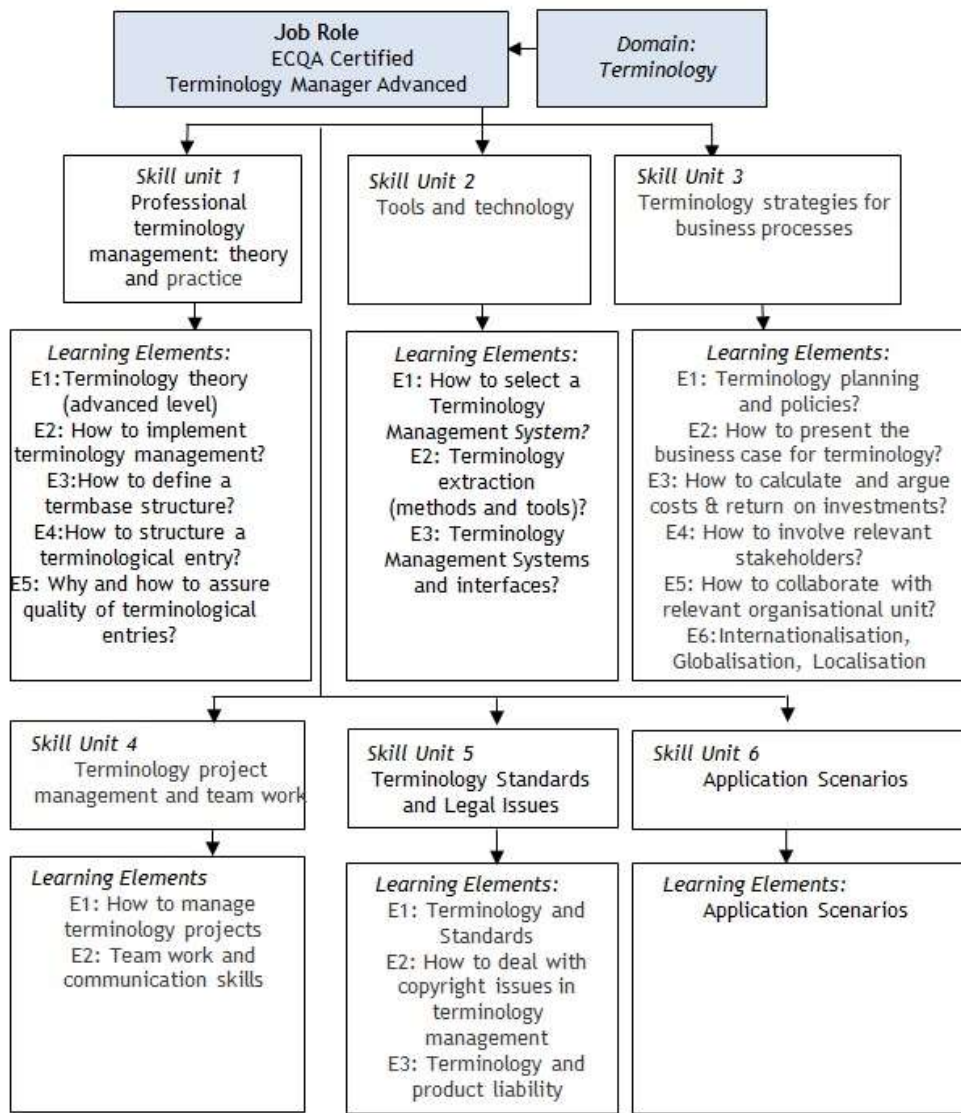 Job Role
ECQA Certified
Terminology Manager Advanced
Domain:
Terminology
Skill unit 1
Professional
terminology
management: theory
and practice
Skill Unit 2
Tools and technology
Skill Unit 3
Terminology strategies for
business processes
Learning Elements:
E1:Terminology theory
(advanced level)
E2: How to implement
terminology management?
E3:How to define a
termbase structure?
E4:How to structure a
terminological entry?
E5: Why and how to assure
quality of terminological
entries?
Learning Elements:
E1: How to select a
Terminology
Management System?
E2: Terminology
extraction
(methods and tools)?
E3: Terminology
Management Systems
and interfaces?
Learning Elements:
E1: Terminology planning
and policies?
E2: How to present the
business case for terminology?
E3: How to calculate and argue
costs & return on investments?
E4: How to involve relevant
stakeholders?
E5: How to collaborate with
relevant organisational unit?
E6:Internationalisation,
Globalisation, Localisation
Skill Unit 4
Terminology project
management and team work
Skill Unit 5
Terminology Standards
and Legal Issues
Skill Unit 6
Application Scenarios
Learning Elements
E1: How to manage
terminology projects
E2: Team work and
communication skills
Learning Elements:
E1: Terminology and
Standards
E2: How to deal with
copyright issues in
terminology
management
E3: Terminology and
product liability
Learning Elements:
Application Scenarios